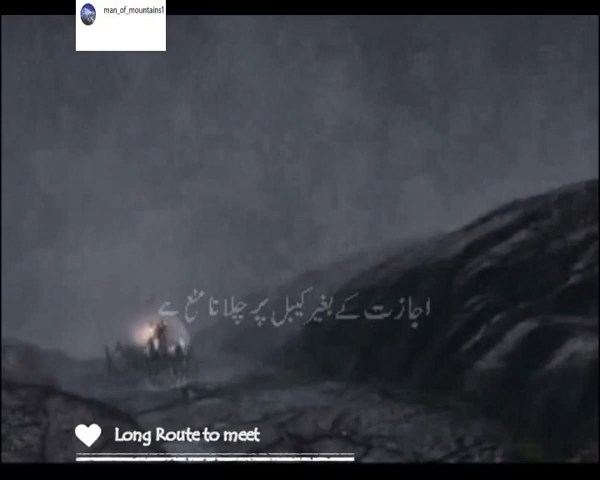 man_of_mountains1
اجازت کے بغیر کیبل پر چلانا منع ہے
Long Route to meet